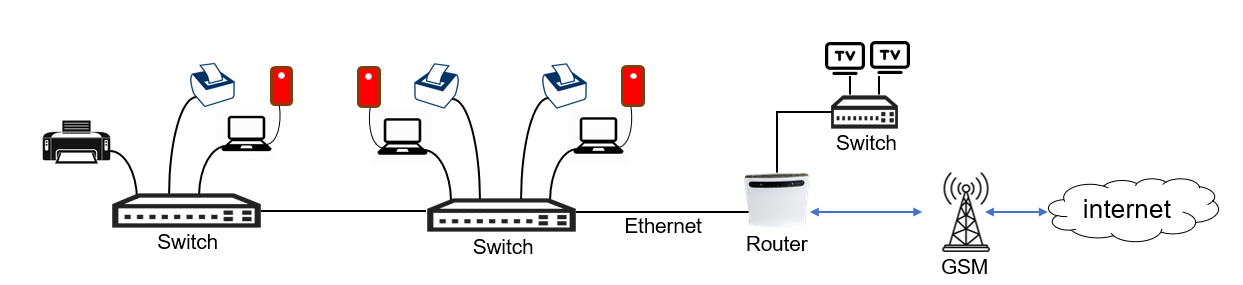 TV TV
Switch
Switch
Switch
Ethernet
Router
GSM
internet